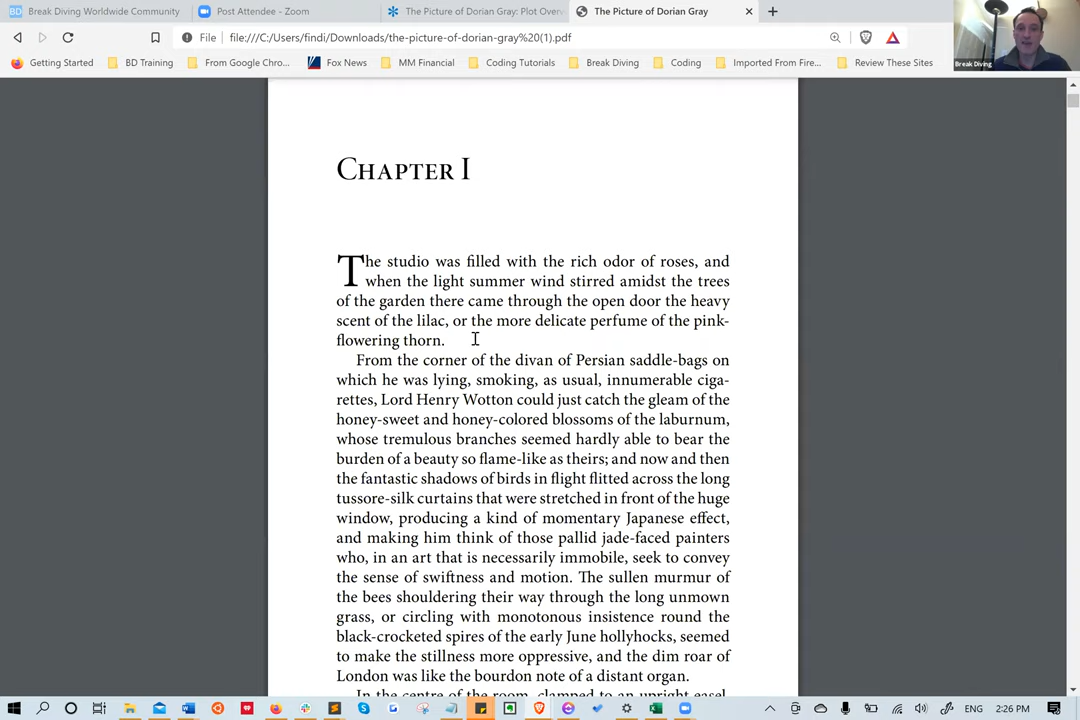 Break Diving Worldwide Community
Post Attendee - Zoom
The Picture of Dorian Gray: Plot Overv
The Picture of Dorian Gray
File
file:///C:/Users/findi/Downloads/the-picture-of-dorian-gray%20(1).pdf
Getting Started
BD Training
From Google Chro...
Fox News
MM Financial
Coding Tutorials
Break Diving
Coding
Imported From Fire...
Review These Sites
Break Diving
Chapter I
The studio was filled with the rich odor of roses, and
when the light summer wind stirred amidst the trees
of the garden there came through the open door the heavy
scent of the lilac, or the more delicate perfume of the pink-
flowering thorn.
From the corner of the divan of Persian saddle-bags on
which he was lying, smoking, as usual, innumerable ciga-
rettes, Lord Henry Wotton could just catch the gleam of the
honey-sweet and honey-colored blossoms of the laburnum,
whose tremulous branches seemed hardly able to bear the
burden of a beauty so flame-like as theirs; and now and then
the fantastic shadows of birds in flight flitted across the long
tussore-silk curtains that were stretched in front of the huge
window, producing a kind of momentary Japanese effect,
and making him think of those pallid jade-faced painters
who, in an art that is necessarily immobile, seek to convey
the sense of swiftness and motion. The sullen murmur of
the bees shouldering their way through the long unmown
grass, or circling with monotonous insistence round the
black-crocketed spires of the early June hollyhocks, seemed
to make the stillness more oppressive, and the dim roar of
London was like the bourdon note of a distant organ.
In the centre of the room, clamped to an upright easel,
ENG
2:26 PM